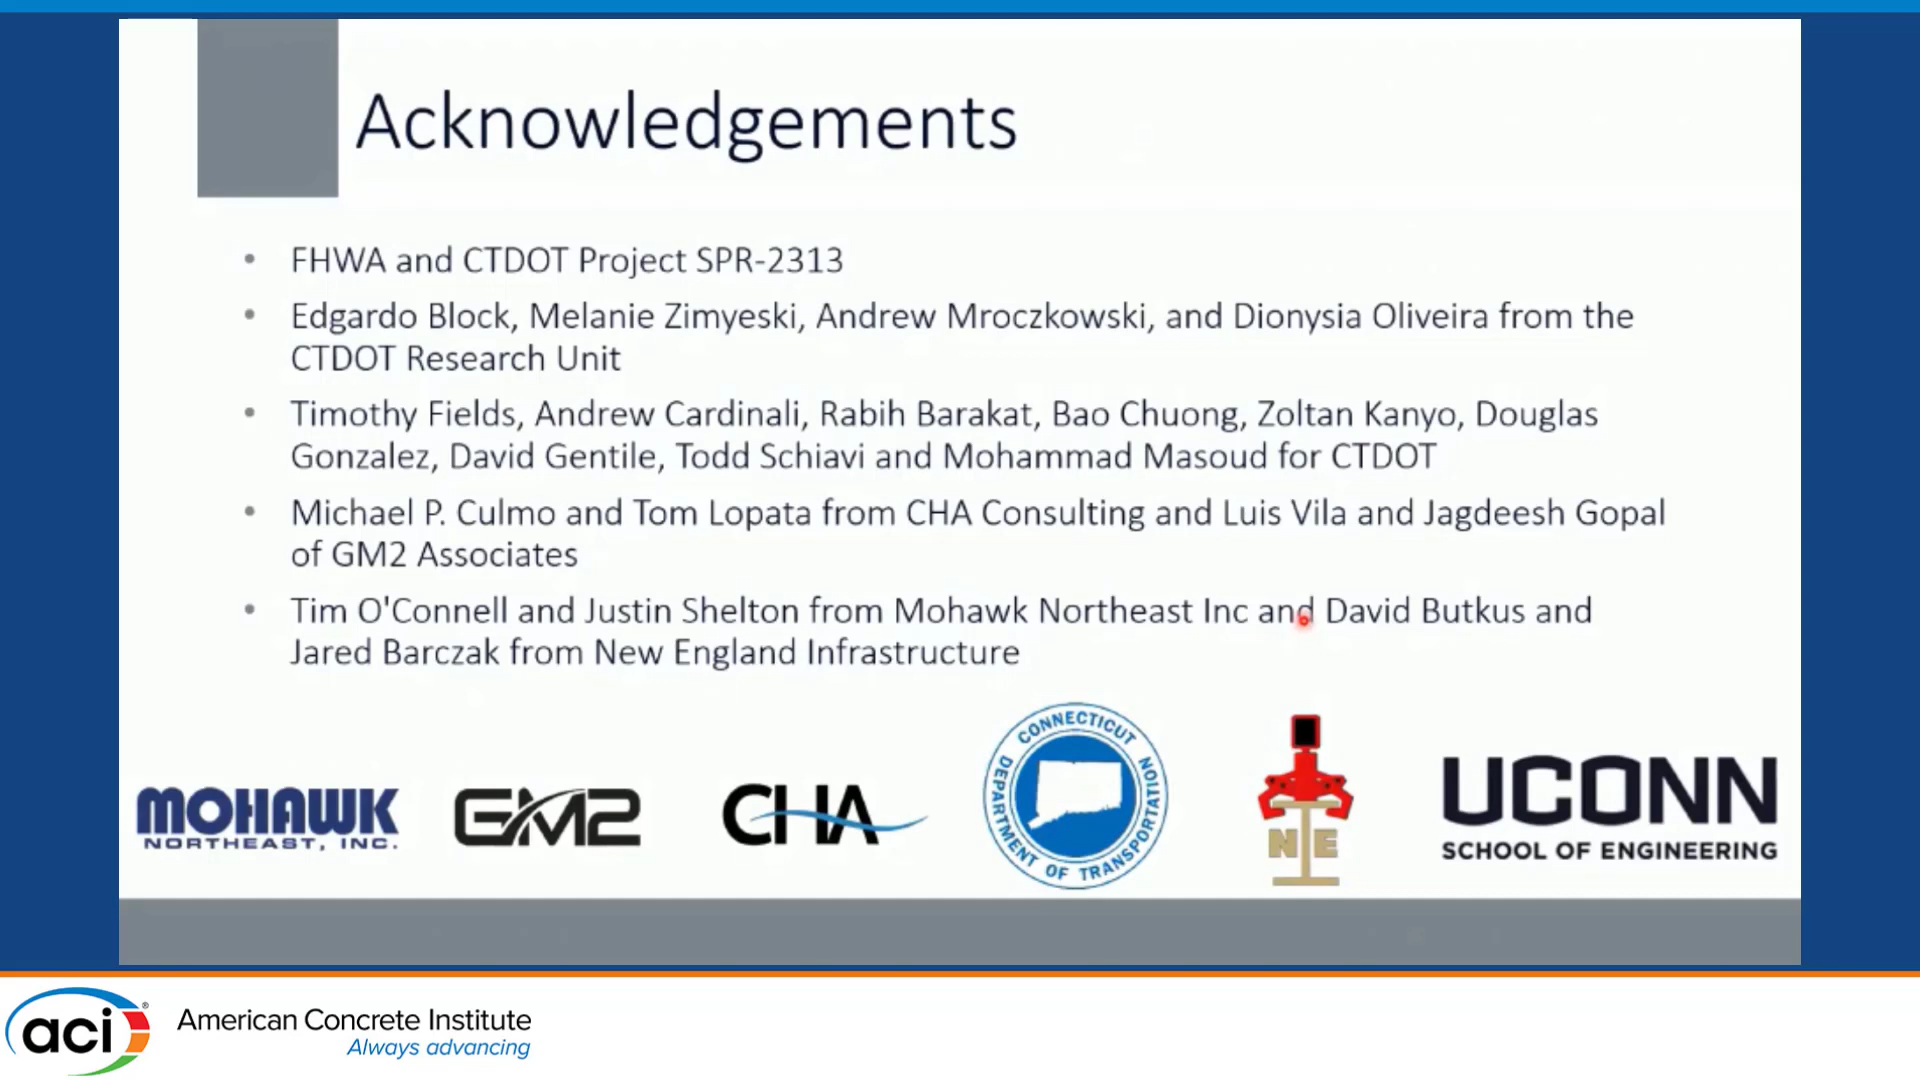 Acknowledgements
• FHWA and CTDOT Project SPR-2313
• Edgardo Block, Melanie Zimyeski, Andrew Mroczkowski, and Dionysia Oliveira from the
CTDOT Research Unit
• Timothy Fields, Andrew Cardinali, Rabih Barakat, Bao Chuong, Zoltan Kanyo, Douglas
Gonzalez, David Gentile, Todd Schiavi and Mohammad Masoud for CTDOT
• Michael P. Culmo and Tom Lopata from CHA Consulting and Luis Vila and Jagdeesh Gopal
of GM2 Associates
• Tim O'Connell and Justin Shelton from Mohawk Northeast Inc and David Butkus and
Jared Barczak from New England Infrastructure
MOHAWK
NORTHEAST, INC.
GM2
CHA
CONNECTICUT
DEPARTMENT OF TRANSPORTATION
NIE
UCONN
SCHOOL OF ENGINEERING
aci®
American Concrete Institute
Always advancing